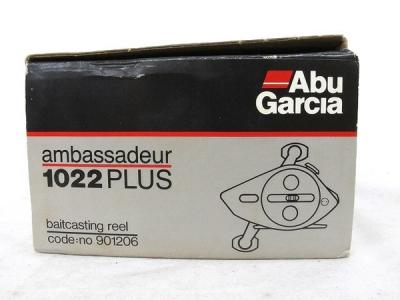 Abu
Garcia
ambassadeur
1022 PLUS
baitcasting reel
code:no 901206